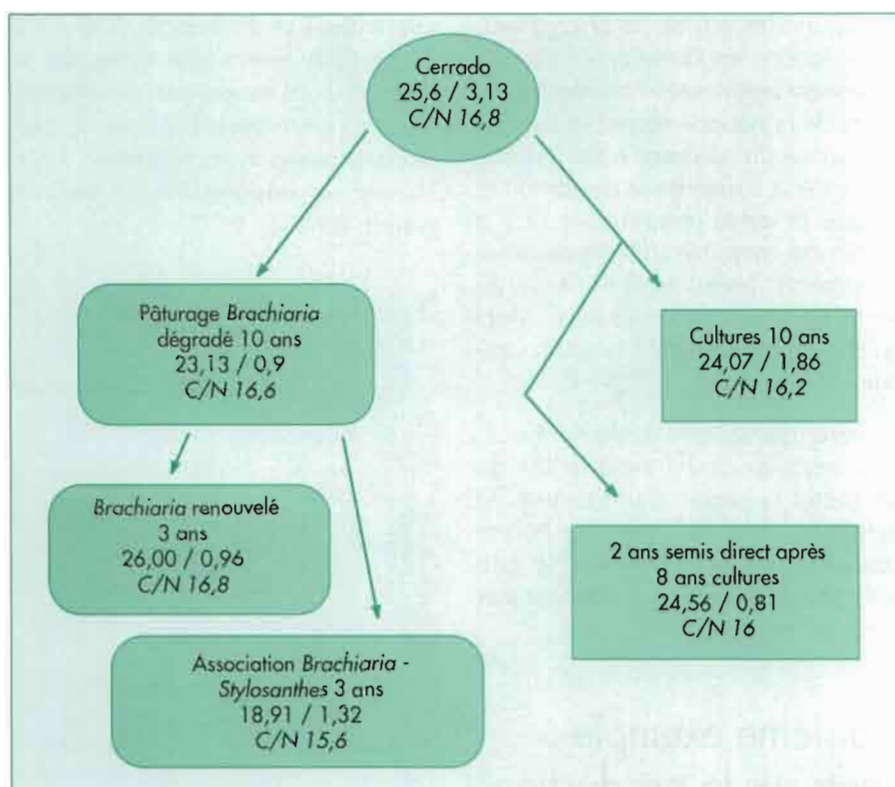 Cerrado
25,6 / 3,13
C/N 16,8
Pâturage Brachiaria
dégradé 10 ans
23,13 / 0,9
C/N 16,6
Cultures 10 ans
24,07 / 1,86
C/N 16,2
Brachiaria renouvelé
3 ans
26,00 / 0,96
C/N 16,8
2 ans semis direct après
8 ans cultures
24,56 / 0,81
C/N 16
Association Brachiaria -
Stylosanthes 3 ans
18,91 / 1,32
C/N 15,6